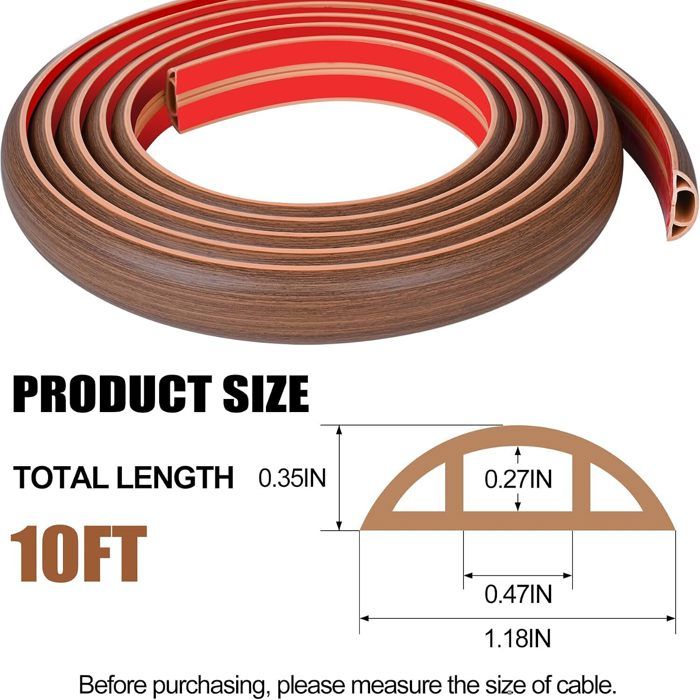 PRODUCT SIZE
TOTAL LENGTH
10FT
0.35IN
0.27IN
0.47IN
1.18IN
Before purchasing, please measure the size of cable.